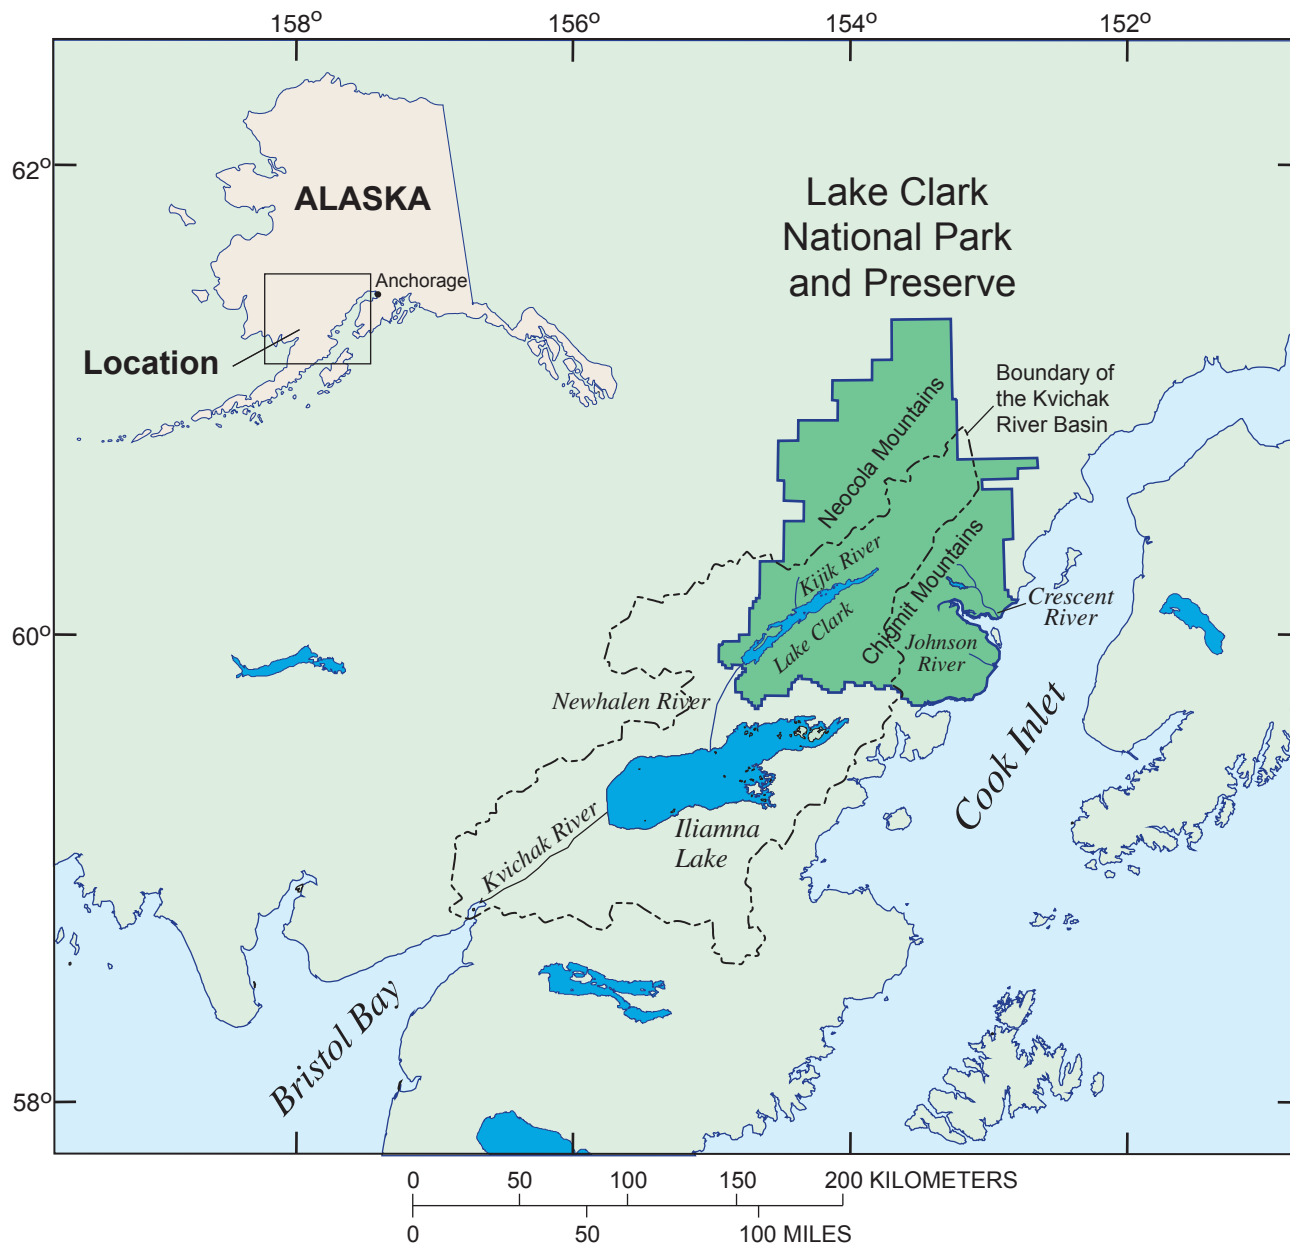 158° 156° 154° 152°
62°
60°
58°
ALASKA
Anchorage
Location
Lake Clark
National Park
and Preserve
Boundary of
the Kvichak
River Basin
Neocola Mountains
Chigmit Mountains
Kijik River
Lake Clark
Crescent
River
Johnson
River
Newhalen River
Iliamna
Lake
Kvichak River
Cook Inlet
Bristol Bay
0 50 100 150 200 KILOMETERS
0 50 100 MILES